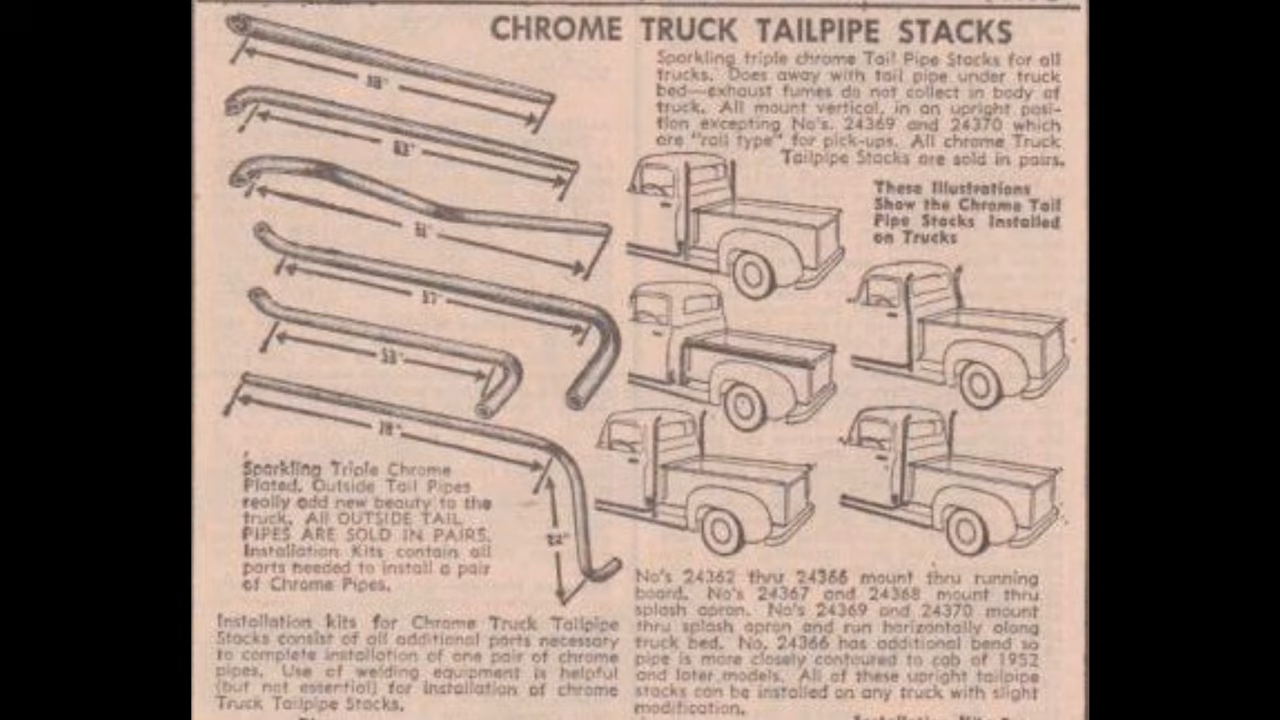 CHROME TRUCK TAILPIPE STACKS
Sparkling triple chrome Tail Pipe Stacks for all
trucks. Does away with tail pipe under truck
bed—exhaust fumes do not collect in body of
truck. All mount vertical, in an upright posi-
tion excepting No's. 24369 and 24370 which
are "rail type" for pick-ups. All chrome Truck
Tailpipe Stacks are sold in pairs.
These Illustrations
Show the Chrome Tail
Pipe Stacks Installed
on Trucks
Sparkling Triple Chrome
Plated, Outside Tail Pipes
really add new beauty to the
truck. All OUTSIDE TAIL
PIPES ARE SOLD IN PAIRS.
Installation Kits contain all
parts needed to install a pair
of Chrome Pipes.
Installation kits for Chrome Truck Tailpipe
Stacks consist of all additional parts necessary
to complete installation of one pair of chrome
pipes. Use of welding equipment is helpful
(but not essential) for installation of chrome
Truck Tailpipe Stacks.
No's 24362 thru 24366 mount thru running
board. No's 24367 and 24368 mount thru
splash apron. No's 24369 and 24370 mount
thru splash apron and run horizontally along
truck bed. No. 24366 has additional bend so
pipe is more closely contoured to cab of 1952
and later models. All of these upright tailpipe
stacks can be installed on any truck with slight
modification.